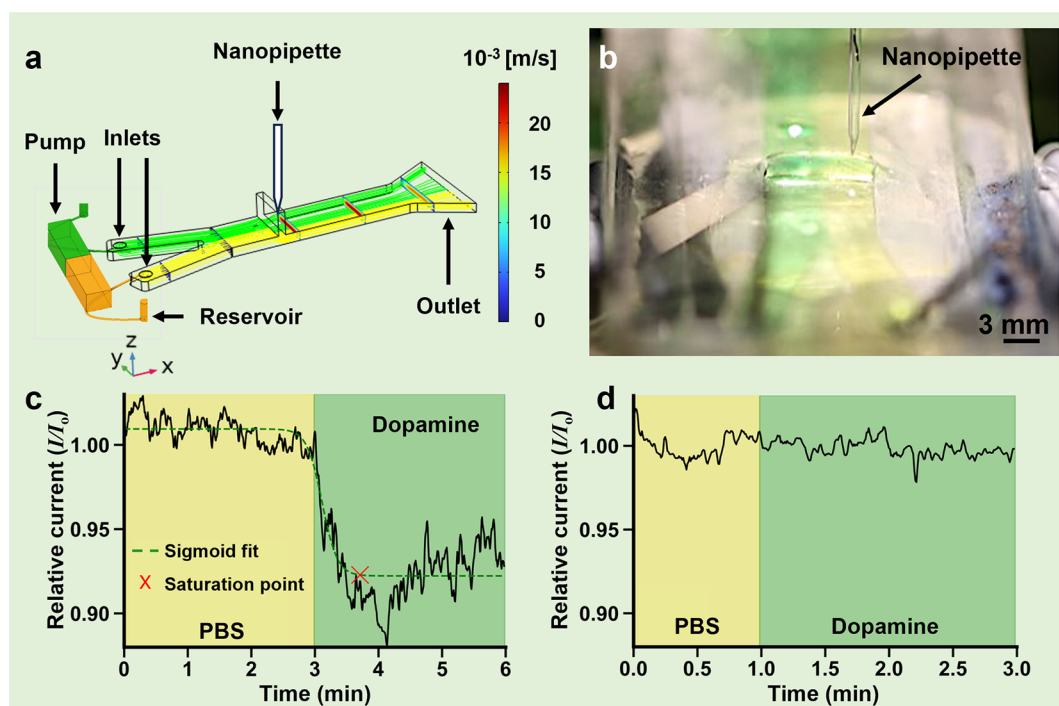 a
Nanopipette
10⁻³ [m/s]
Pump
Inlets
20
15
10
5
0
Outlet
Reservoir
z
y
x
b
Nanopipette
3 mm
c
Relative current (I/I₀)
1.00
0.95
0.90
Dopamine
Sigmoid fit
X Saturation point
PBS
0 1 2 3 4 5 6
Time (min)
d
Relative current (I/I₀)
1.00
0.95
0.90
PBS
Dopamine
0.0 0.5 1.0 1.5 2.0 2.5 3.0
Time (min)